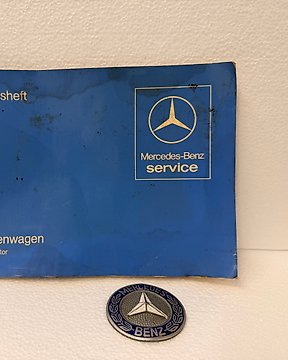 sheft
Mercedes-Benz
service
enwagen
tor
MERCEDES
BENZ